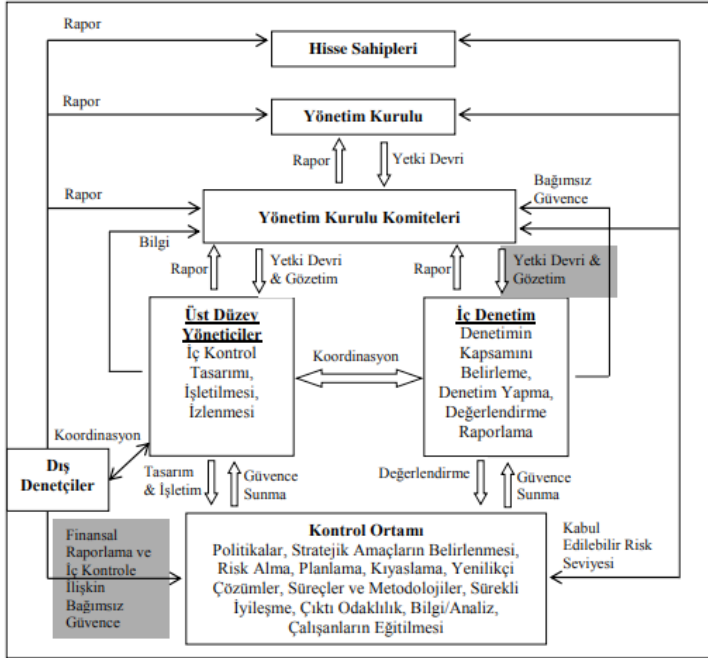 Rapor
Hisse Sahipleri
Rapor
Yönetim Kurulu
Rapor
Yetki Devri
Rapor
Bağımsız
Güvence
Yönetim Kurulu Komiteleri
Bilgi
Rapor
Yetki Devri
& Gözetim
Rapor
Yetki Devri &
Gözetim
Üst Düzey
Yöneticiler
İç Kontrol
Tasarımı,
İşletilmesi,
İzlenmesi
Koordinasyon
İç Denetim
Denetimin
Kapsamını
Belirleme,
Denetim Yapma,
Değerlendirme
Raporlama
Koordinasyon
Dış
Denetçiler
Tasarım
& İşletim
Güvence
Sunma
Değerlendirme
Güvence
Sunma
Finansal
Raporlama ve
İç Kontrole
İlişkin
Bağımsız
Güvence
Kontrol Ortamı
Politikalar, Stratejik Amaçların Belirlenmesi,
Risk Alma, Planlama, Kıyaslama, Yenilikçi
Çözümler, Süreçler ve Metodolojiler, Sürekli
İyileşme, Çıktı Odaklılık, Bilgi/Analiz,
Çalışanların Eğitilmesi
Kabul
Edilebilir Risk
Seviyesi